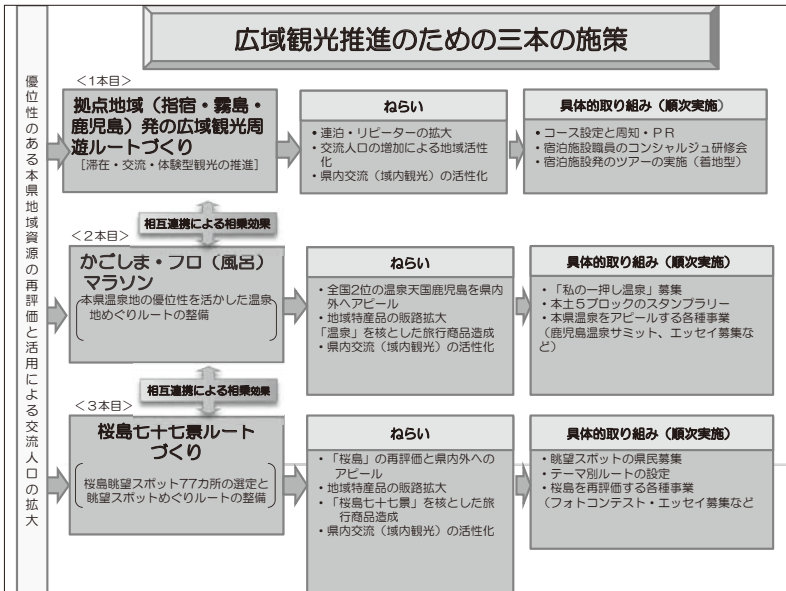 広域観光推進のための三本の施策
優位性のある本県地域資源の再評価と活用による交流人口の拡大
＜1本目＞
拠点地域（指宿・霧島・
鹿児島）発の広域観光周
遊ルートづくり
［滞在・交流・体験型観光の推進］
ねらい
・連泊・リピーターの拡大
・交流人口の増加による地域活性
化
・県内交流（域内観光）の活性化
具体的取り組み（順次実施）
・コース設定と周知・ＰＲ
・宿泊施設職員のコンシャルジュ研修会
・宿泊施設発のツアーの実施（着地型）
相互連携による相乗効果
＜2本目＞
かごしま・フロ（風呂）
マラソン
本県温泉地の優位性を活かした温泉
地めぐりルートの整備
ねらい
・全国2位の温泉天国鹿児島を県内
外へアピール
・地域特産品の販路拡大
「温泉」を核とした旅行商品造成
・県内交流（域内観光）の活性化
具体的取り組み（順次実施）
・「私の一押し温泉」募集
・本土５ブロックのスタンプラリー
・本県温泉をアピールする各種事業
（鹿児島温泉サミット、エッセイ募集な
ど）
相互連携による相乗効果
＜3本目＞
桜島七十七景ルート
づくり
桜島眺望スポット77カ所の選定と
眺望スポットめぐりルートの整備
ねらい
・「桜島」の再評価と県内外への
アピール
・地域特産品の販路拡大
・「桜島七十七景」を核とした旅
行商品造成
・県内交流（域内観光）の活性化
具体的取り組み（順次実施）
・眺望スポットの県民募集
・テーマ別ルートの設定
・桜島を再評価する各種事業
（フォトコンテスト・エッセイ募集など